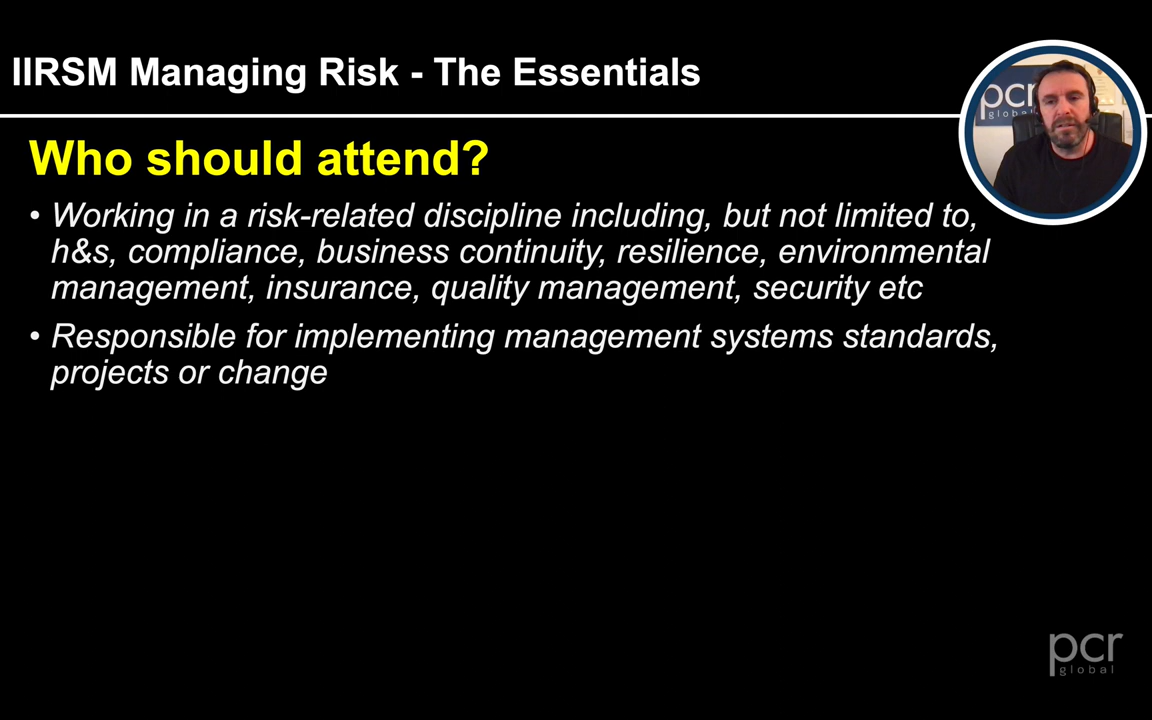 IIRSM Managing Risk - The Essentials
pcr
global
Who should attend?
• Working in a risk-related discipline including, but not limited to,
h&s, compliance, business continuity, resilience, environmental
management, insurance, quality management, security etc
• Responsible for implementing management systems standards,
projects or change
pcr
global